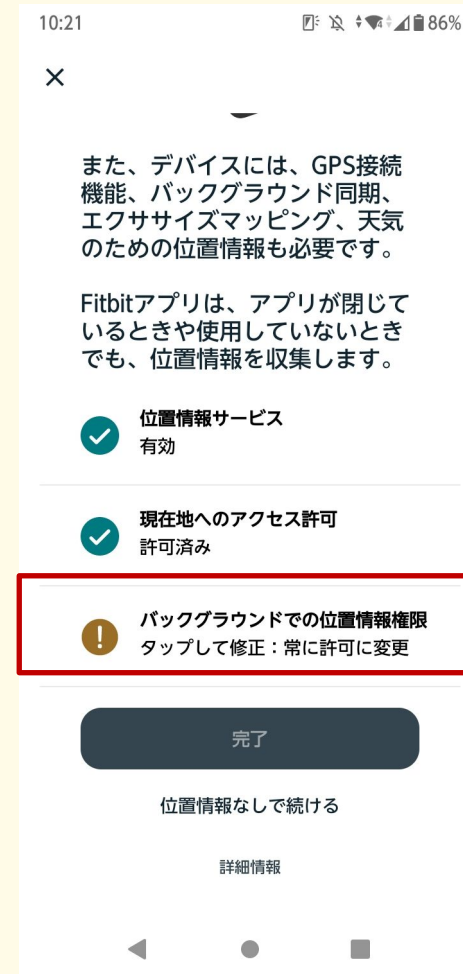 10:21
86%
また、デバイスには、GPS接続
機能、バックグラウンド同期、
エクササイズマッピング、天気
のための位置情報も必要です。
Fitbitアプリは、アプリが閉じて
いるときや使用していないとき
でも、位置情報を収集します。
位置情報サービス
有効
現在地へのアクセス許可
許可済み
バックグラウンドでの位置情報権限
タップして修正：常に許可に変更
完了
位置情報なしで続ける
詳細情報